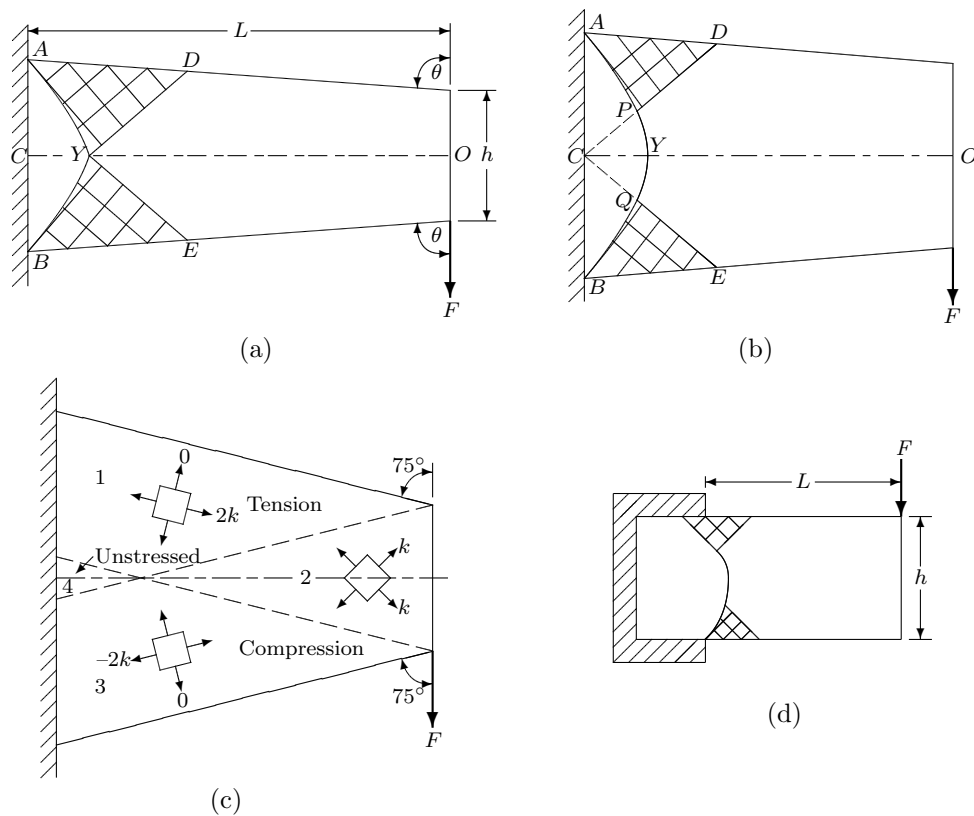 L
A
D
θ
C
Y
O
h
B
E
θ
F
(a)
A
D
P
C
Y
O
Q
B
E
F
(b)
75°
0
1
Tension
2k
Unstressed
k
4
2
k
Compression
–2k
3
0
75°
F
(c)
F
L
h
(d)